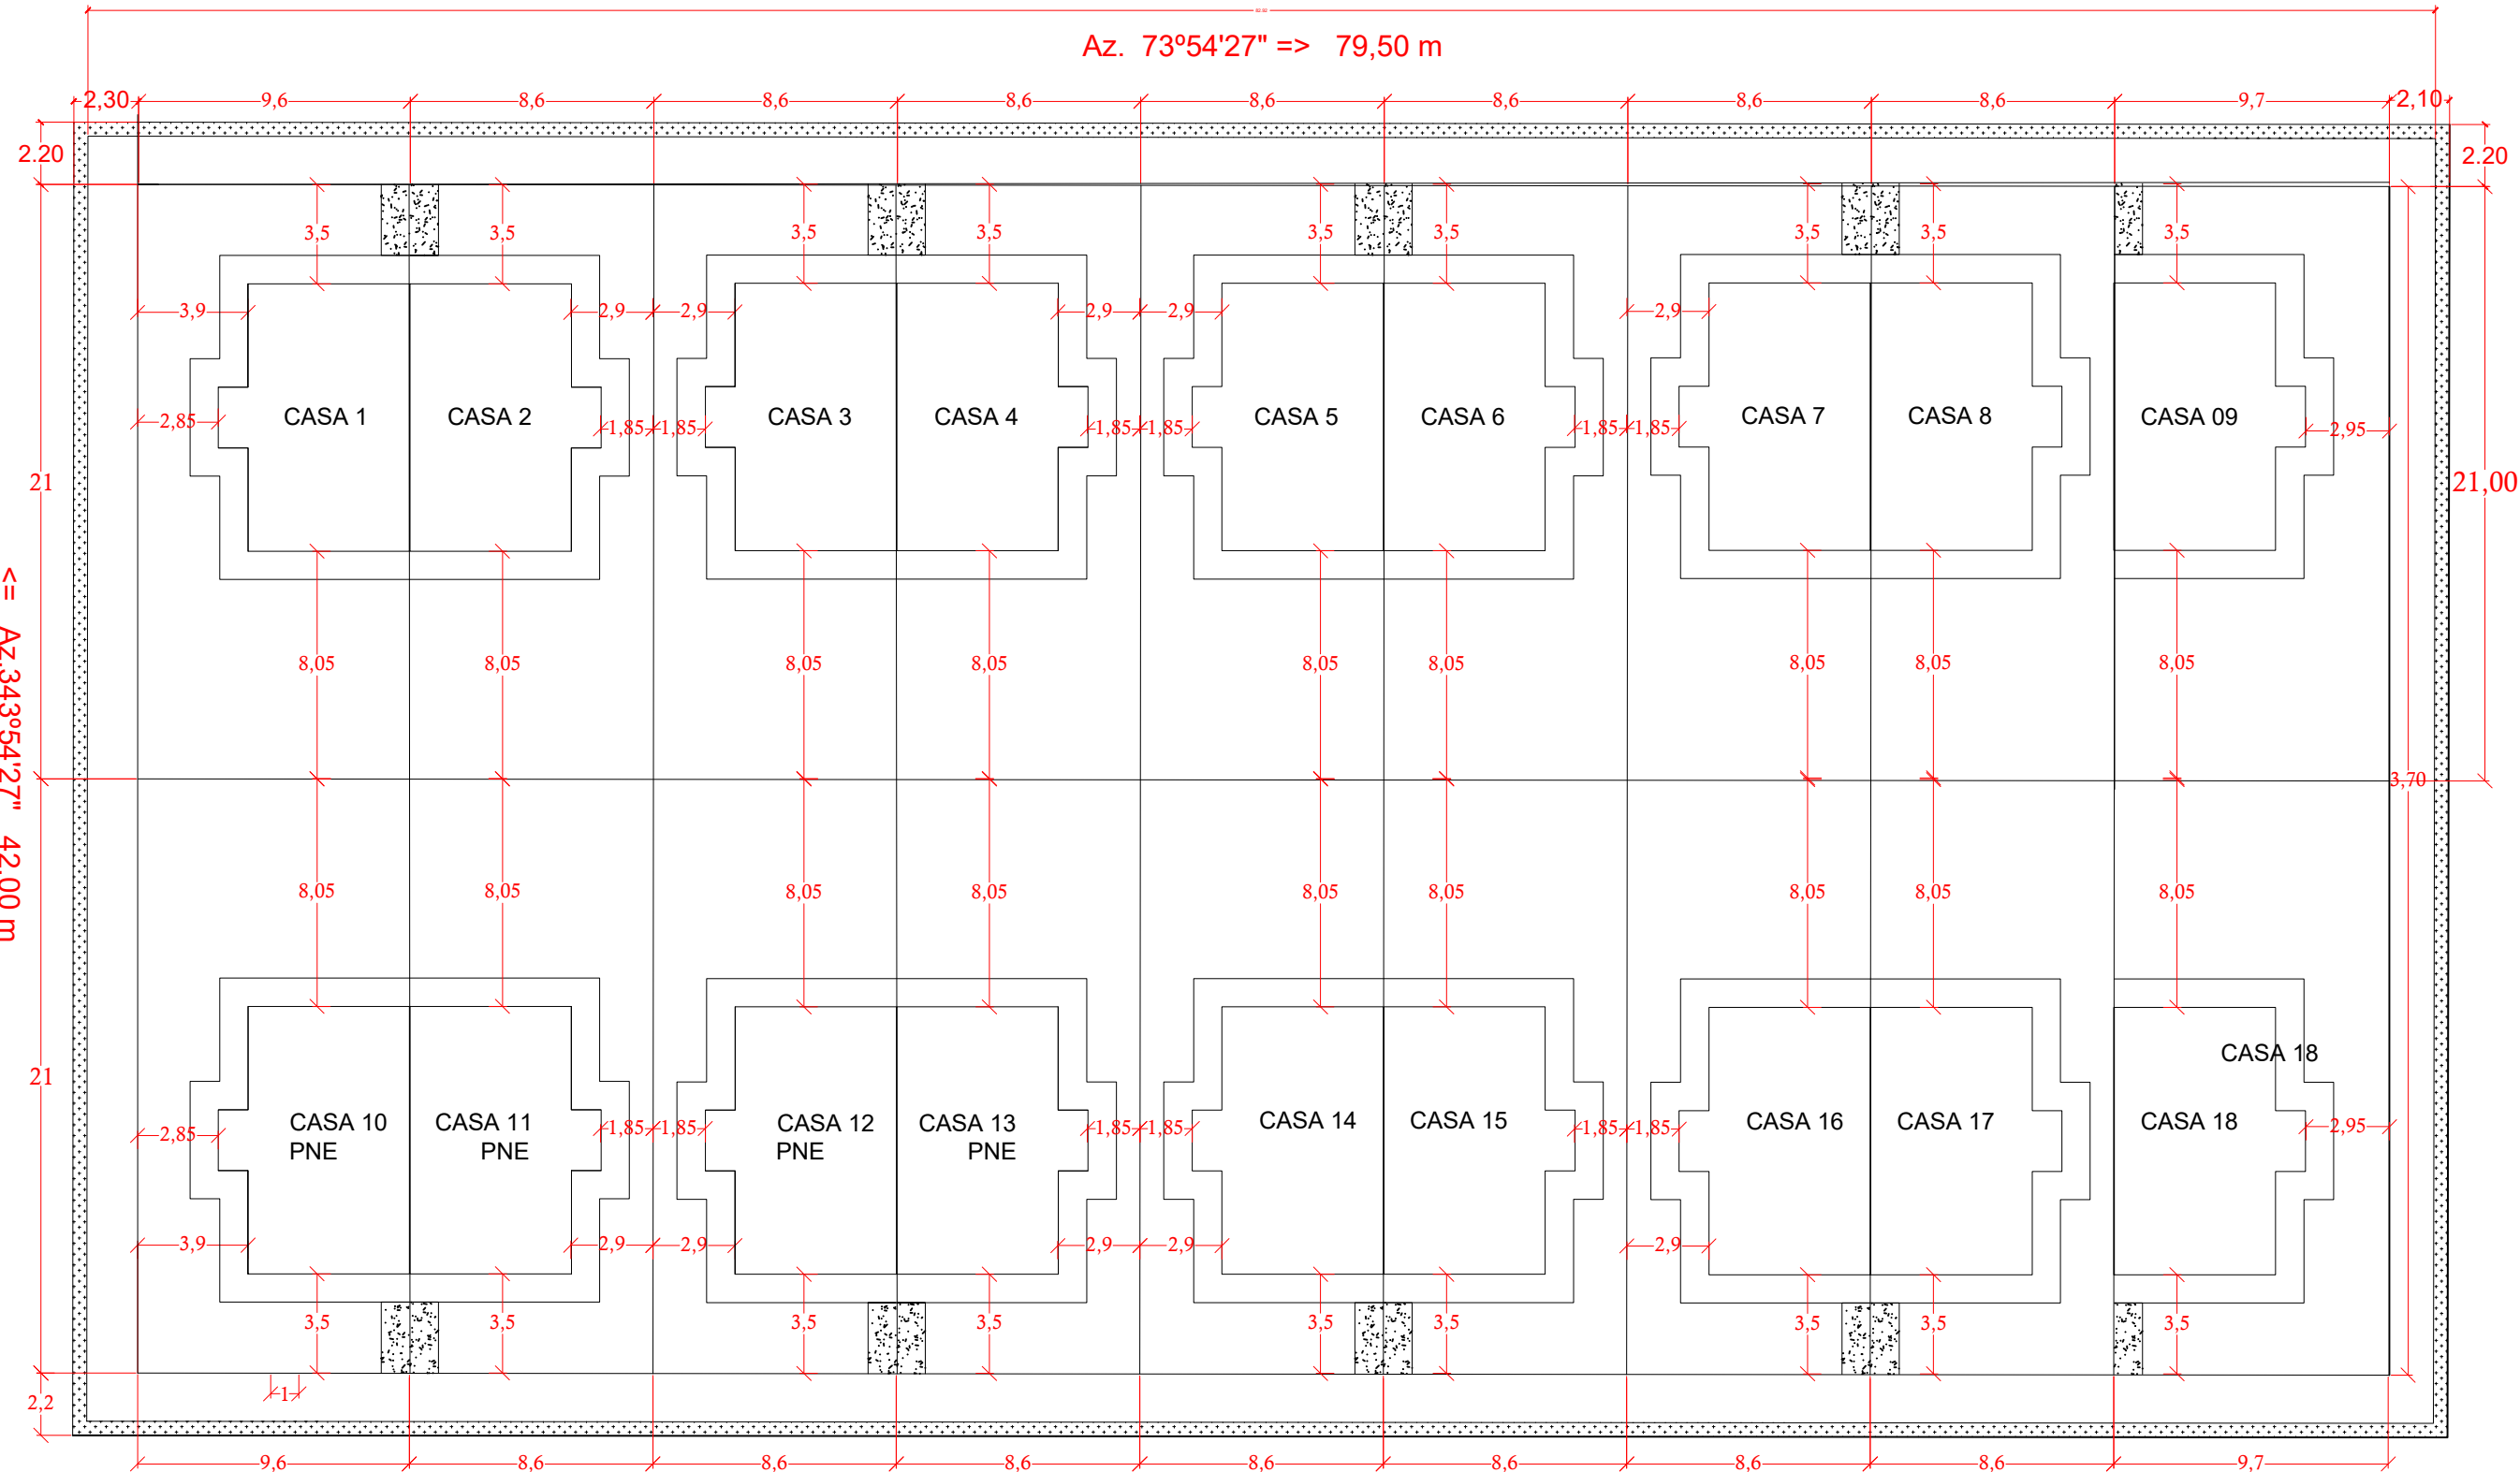 Az. 73º54'27" => 79,50 m
2,30 9,6 8,6 8,6 8,6 8,6 8,6 8,6 8,6 9,7 2,10
2.20 2.20
3,5 3,5 3,5 3,5 3,5 3,5 3,5 3,5 3,5
3,9 2,9 2,9 2,9 2,9 2,9
CASA 1 CASA 2 CASA 3 CASA 4 CASA 5 CASA 6 CASA 7 CASA 8 CASA 09
2,85 1,85 1,85 1,85 1,85 1,85 1,85 2,95
21 21,00
<= Az.343º54'27" 42,00 m
8,05 8,05 8,05 8,05 8,05 8,05 8,05 8,05 8,05
3,70
8,05 8,05 8,05 8,05 8,05 8,05 8,05 8,05 8,05
CASA 18
21
CASA 10 CASA 11 CASA 12 CASA 13 CASA 14 CASA 15 CASA 16 CASA 17 CASA 18
PNE PNE PNE PNE
2,85 1,85 1,85 1,85 1,85 1,85 1,85 2,95
3,9 2,9 2,9 2,9 2,9 2,9
3,5 3,5 3,5 3,5 3,5 3,5 3,5 3,5 3,5
2,2 1
9,6 8,6 8,6 8,6 8,6 8,6 8,6 8,6 9,7